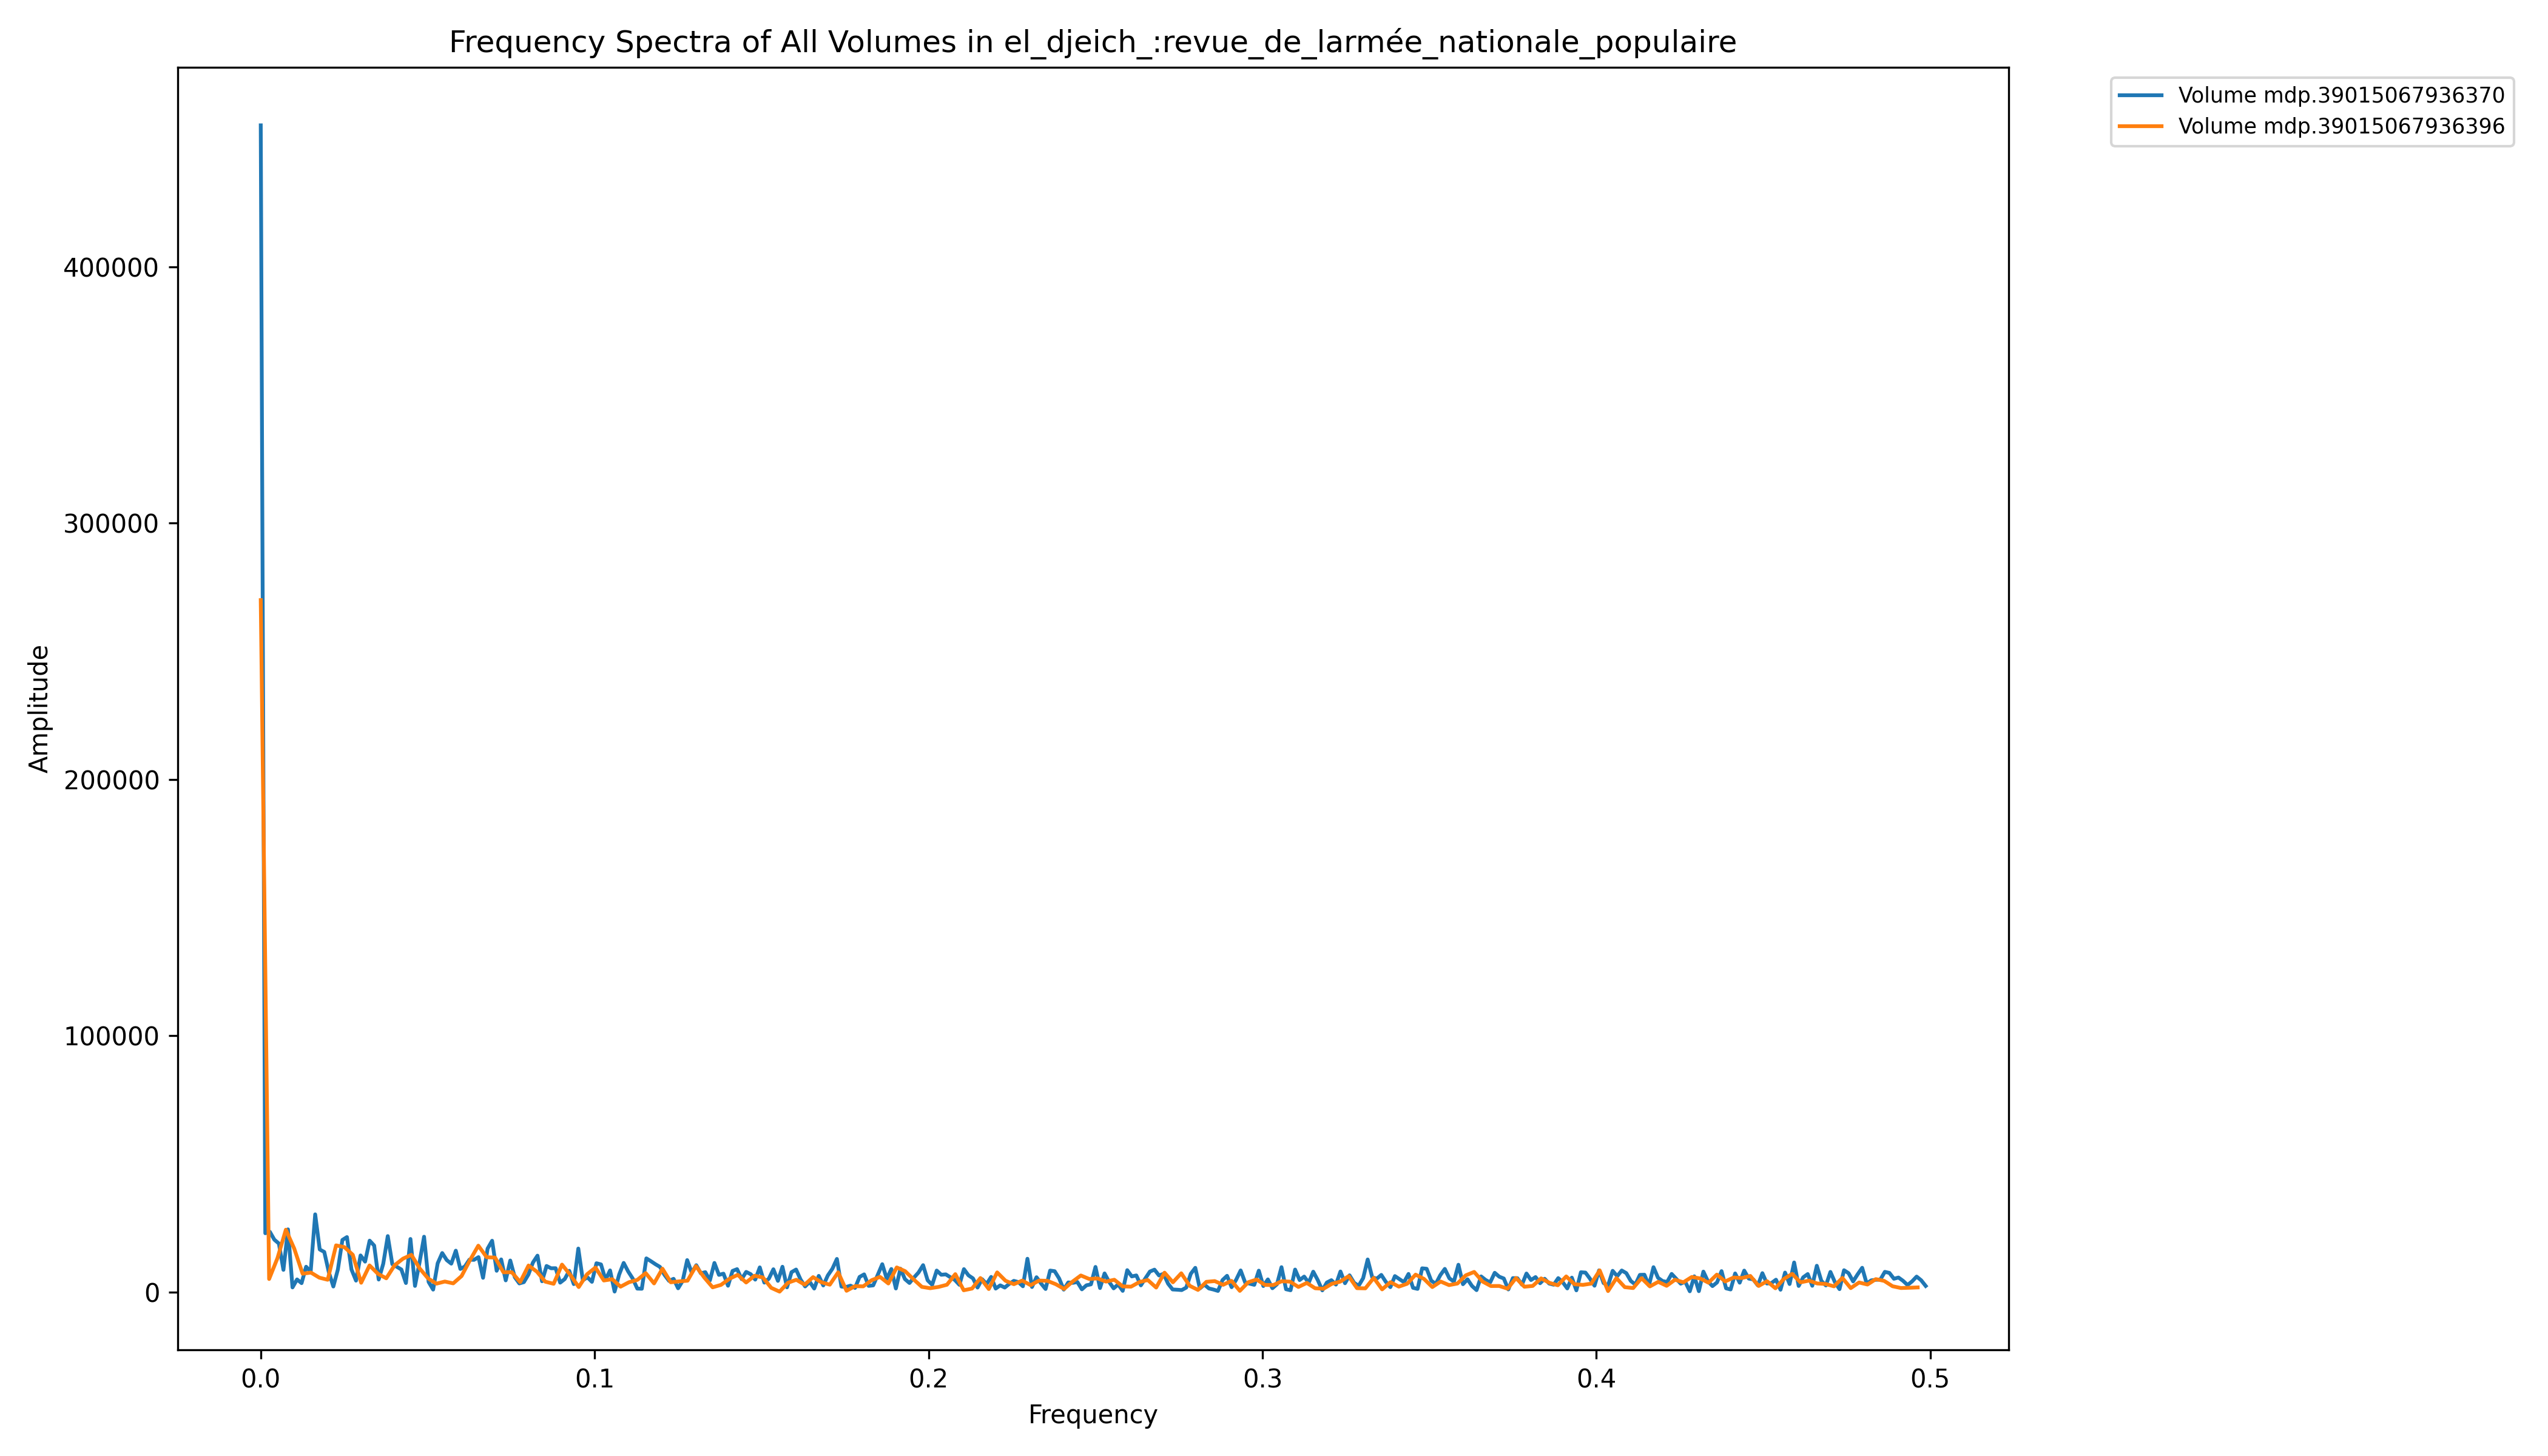 Frequency Spectra of All Volumes in el_djeich_:revue_de_larmée_nationale_populaire
Volume mdp.39015067936370
Volume mdp.39015067936396
Amplitude
400000
300000
200000
100000
0
0.0 0.1 0.2 0.3 0.4 0.5
Frequency